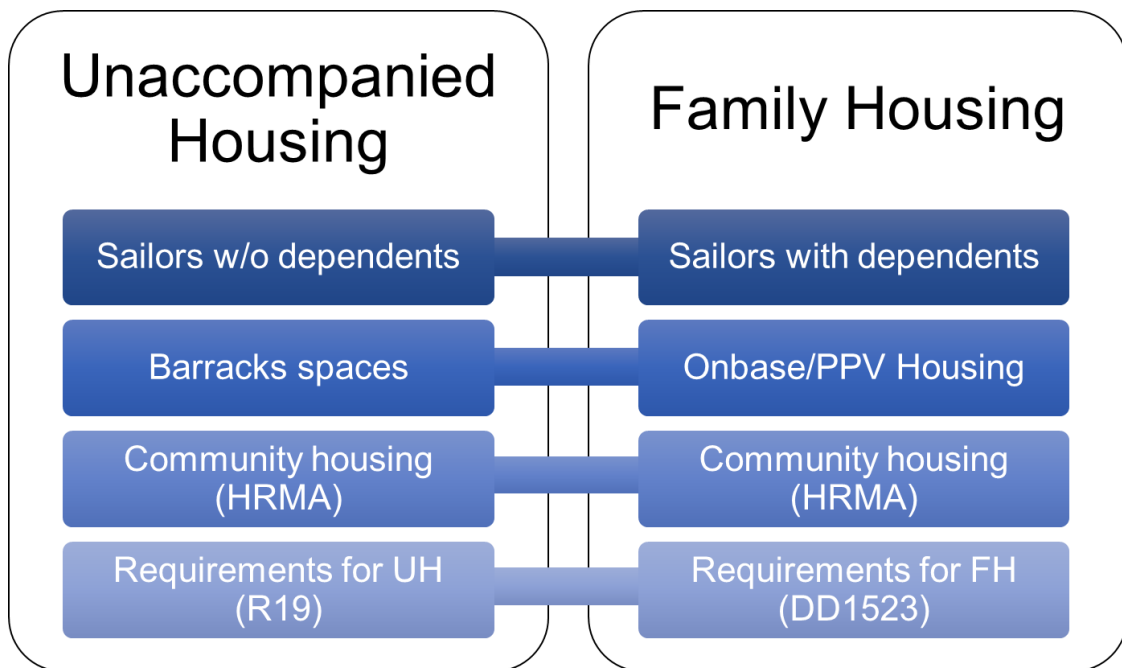 Unaccompanied
Housing
Sailors w/o dependents
Barracks spaces
Community housing
(HRMA)
Requirements for UH
(R19)
Family Housing
Sailors with dependents
Onbase/PPV Housing
Community housing
(HRMA)
Requirements for FH
(DD1523)